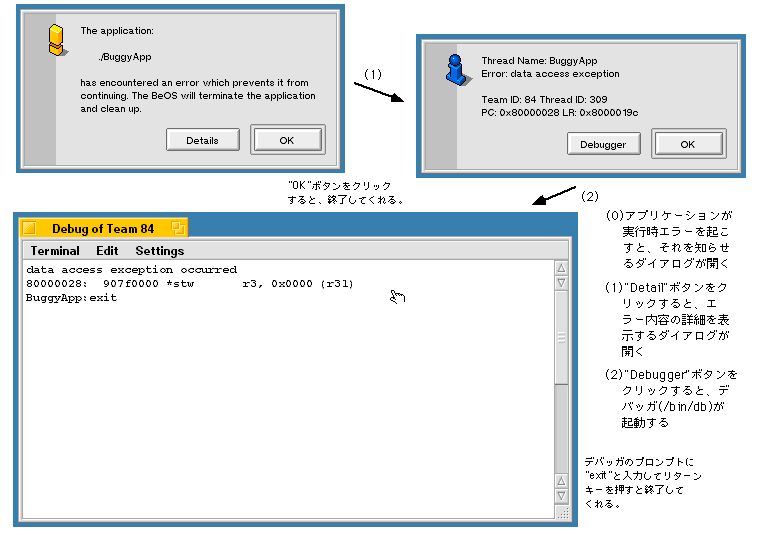 The application:
./BuggyApp
has encountered an error which prevents it from
continuing. The BeOS will terminate the application
and clean up.
Details
OK
(1)
Thread Name: BuggyApp
Error: data access exception
Team ID: 84 Thread ID: 309
PC: 0x80000028 LR: 0x8000019c
Debugger
OK
"OK"ボタンをクリック
すると、終了してくれる。
(2)
Debug of Team 84
Terminal Edit Settings
data access exception occurred
80000028: 907f0000 *stw r3, 0x0000 (r31)
BuggyApp:exit
(0)アプリケーションが
実行時エラーを起こ
すと、それを知らせ
るダイアログが開く
(1)"Detail"ボタンをク
リックすると、エ
ラー内容の詳細を表
示するダイアログが
開く
(2)"Debugger"ボタンを
クリックすると、デ
バッガ(/bin/db)が
起動する
デバッガのプロンプトに
"exit"と入力してリターン
キーを押すと終了して
くれる。